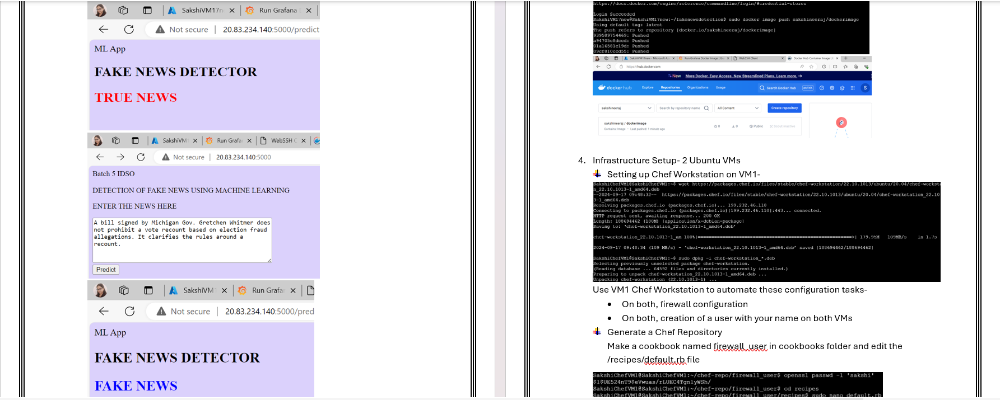 SakshiVM17n
Run Grafana
Not secure
20.83.234.140:5000/predict
ML App
FAKE NEWS DETECTOR
TRUE NEWS
SakshiVM
Run Grafa
WebSSH C
Not secure
20.83.234.140:5000
Batch 5 IDSO
DETECTION OF FAKE NEWS USING MACHINE LEARNING
ENTER THE NEWS HERE
A bill signed by Michigan Gov. Gretchen Whitmer does
not prohibit a vote recount based on election fraud
allegations. It clarifies the rules around a
recount.
Predict
SakshiVM1
Run Grafa
Not secure
20.83.234.140:5000/pred
ML App
FAKE NEWS DETECTOR
FAKE NEWS
https://docs.docker.com/engine/reference/commandline/login/#credential-stores
Login Succeeded
SakshiVM17new@SakshiVM17new:~/fakenewsdetection$ sudo docker image push sakshineeraj/dockerimage
Using default tag: latest
The push refers to repository [docker.io/sakshineeraj/dockerimage]
939589754469: Pushed
a94705c8dccd: Pushed
01a16581c19d: Pushed
09cf810ccd55: Pushed
SakshiVM17new - Microsoft Az
Run Grafana Docker image | Gr
WebSSH Client
Docker Hub Container Image Li
https://hub.docker.com
New More Docker. Easy Access. New Streamlined Plans. Learn more. →
dockerhub Explore Repositories Organizations Usage Search Docker Hub ctrl+K S
sakshineeraj Search by repository name All Content Create repository
sakshineeraj / dockerimage
Contains: Image • Last pushed: 1 minute ago
0 0 Public Scout inactive
4. Infrastructure Setup- 2 Ubuntu VMs
Setting up Chef Workstation on VM1-
SakshiChefVM1@SakshiChefVM1:~$ wget https://packages.chef.io/files/stable/chef-workstation/22.10.1013/ubuntu/20.04/chef-worksta
n_22.10.1013-1_amd64.deb
--2024-09-17 09:48:32-- https://packages.chef.io/files/stable/chef-workstation/22.10.1013/ubuntu/20.04/chef-workstation_22.10
3-1_amd64.deb
Resolving packages.chef.io (packages.chef.io)... 199.232.46.110
Connecting to packages.chef.io (packages.chef.io)|199.232.46.110|:443... connected.
HTTP request sent, awaiting response... 200 OK
Length: 188694462 (180M) [application/x-debian-package]
Saving to: 'chef-workstation_22.10.1013-1_amd64.deb'
chef-workstation_22.10.1013-1_am 100%[===================================================>] 179.95M 109MB/s in 1.7s
2024-09-17 09:48:34 (109 MB/s) - 'chef-workstation_22.10.1013-1_amd64.deb' saved [188694462/188694462]
SakshiChefVM1@SakshiChefVM1:~$ sudo dpkg -i chef-workstation_*.deb
Selecting previously unselected package chef-workstation.
(Reading database ... 64592 files and directories currently installed.)
Preparing to unpack chef-workstation_22.10.1013-1_amd64.deb ...
Unpacking chef-workstation (22.10.1013-1) ...
Use VM1 Chef Workstation to automate these configuration tasks-
• On both, firewall configuration
• On both, creation of a user with your name on both VMs
Generate a Chef Repository
Make a cookbook named firewall_user in cookbooks folder and edit the
/recipes/default.rb file
SakshiChefVM1@SakshiChefVM1:~/chef-repo/firewall_user$ openssl passwd -1 'sakshi'
$1$UE524nT9$eVwuas/rLUEC4TgnlyWSh/
SakshiChefVM1@SakshiChefVM1:~/chef-repo/firewall_user$ cd recipes
SakshiChefVM1@SakshiChefVM1:~/chef-repo/firewall_user/recipes$ sudo nano default.rb